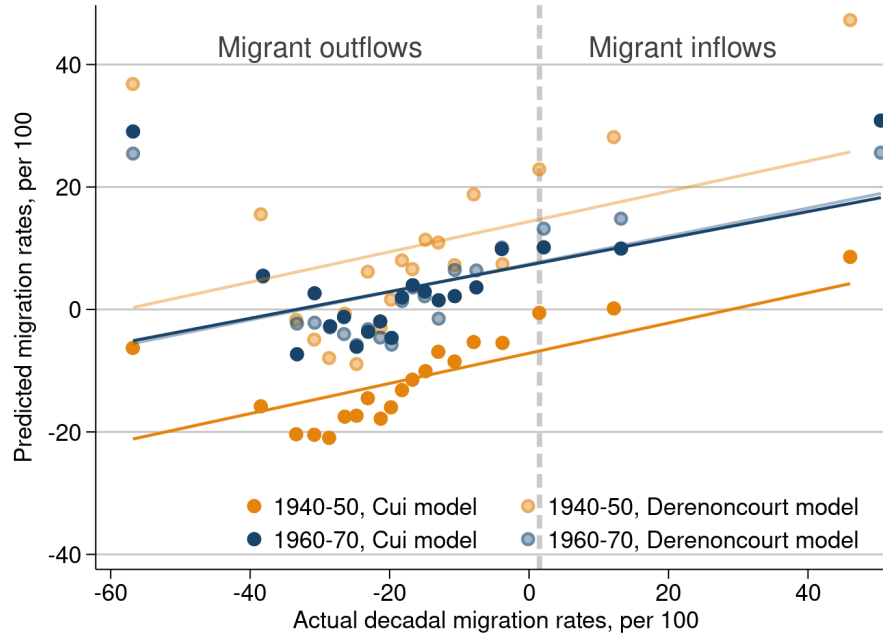 Migrant outflows Migrant inflows
40
20
0
-20
-40
Predicted migration rates, per 100
1940-50, Cui model 1940-50, Derenoncourt model
1960-70, Cui model 1960-70, Derenoncourt model
-60 -40 -20 0 20 40
Actual decadal migration rates, per 100